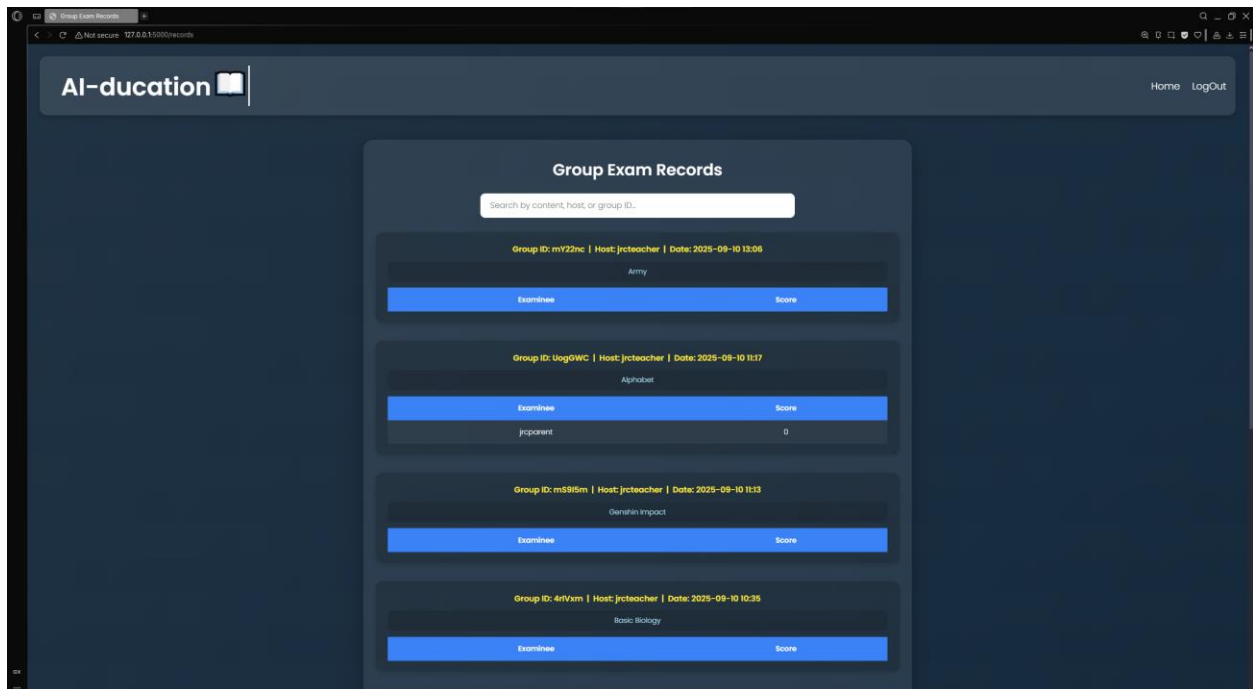 Group Exam Records
Not secure 127.0.0.1:5000/records
AI-ducation
Home LogOut
Group Exam Records
Search by content, host, or group ID...
Group ID: mY22nc | Host: jrcteacher | Date: 2025-09-10 13:06
Army
Examinee Score
Group ID: UogGWC | Host: jrcteacher | Date: 2025-09-10 11:17
Alphabet
Examinee Score
jrcparent 0
Group ID: mS9I5m | Host: jrcteacher | Date: 2025-09-10 11:13
Genshin Impact
Examinee Score
Group ID: 4rIVxm | Host: jrcteacher | Date: 2025-09-10 10:35
Basic Biology
Examinee Score